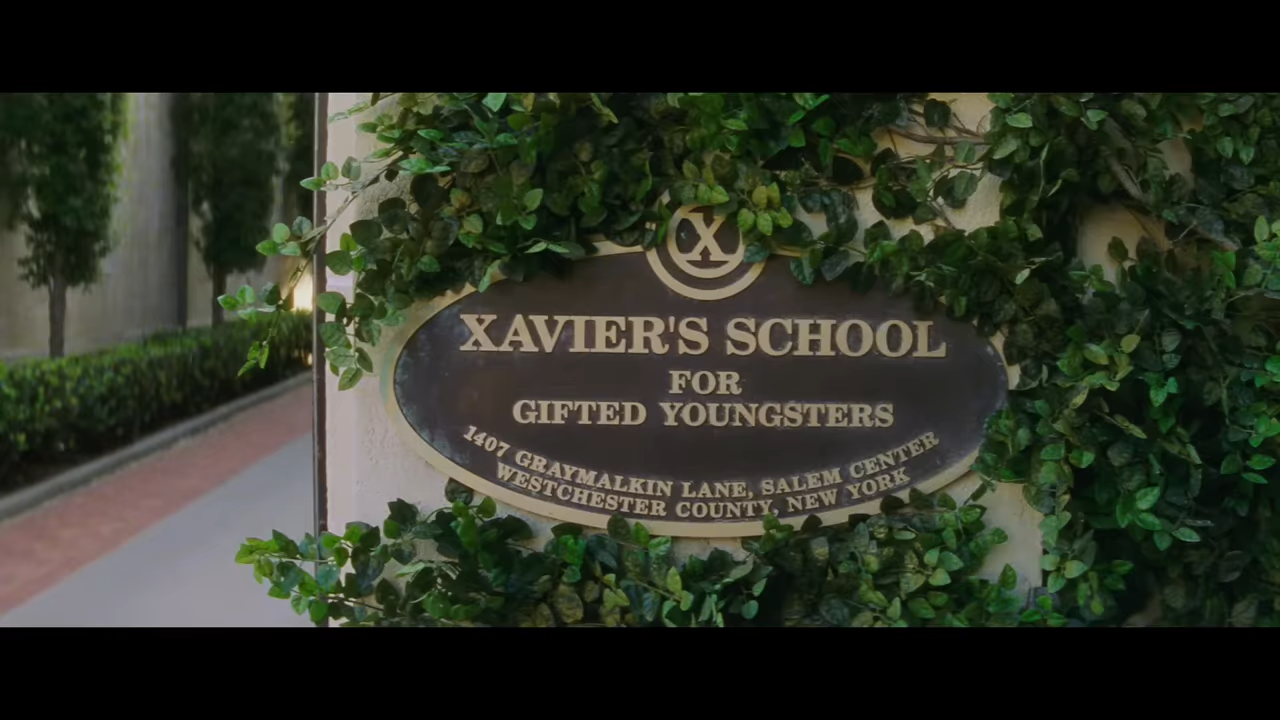 X
XAVIER'S SCHOOL
FOR
GIFTED YOUNGSTERS
1407 GRAYMALKIN LANE, SALEM CENTER
WESTCHESTER COUNTY, NEW YORK